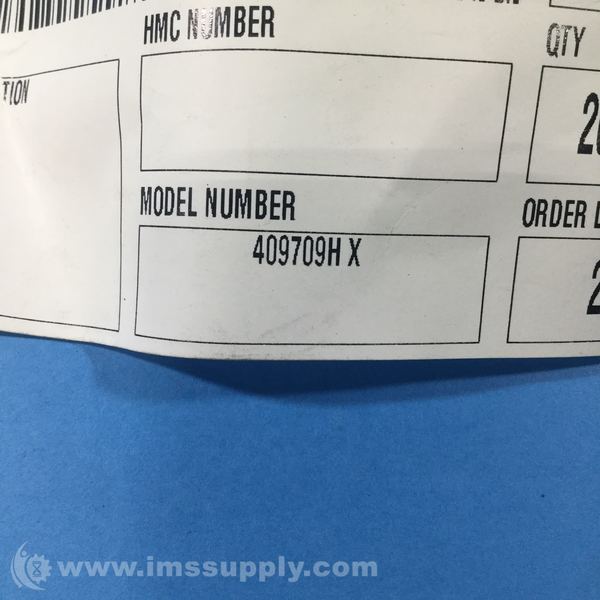 HMC NUMBER
QTY
TION
MODEL NUMBER
ORDER
409709H X
www.imssupply.com